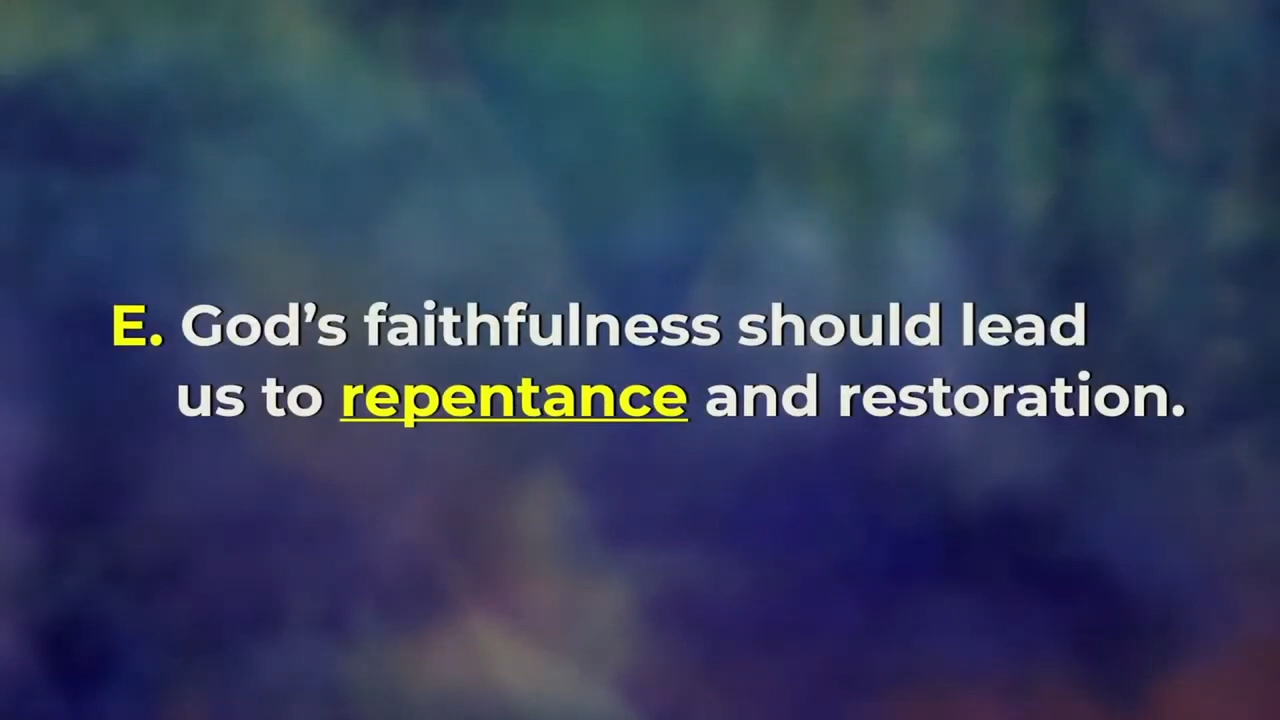 E. God’s faithfulness should lead
us to repentance and restoration.